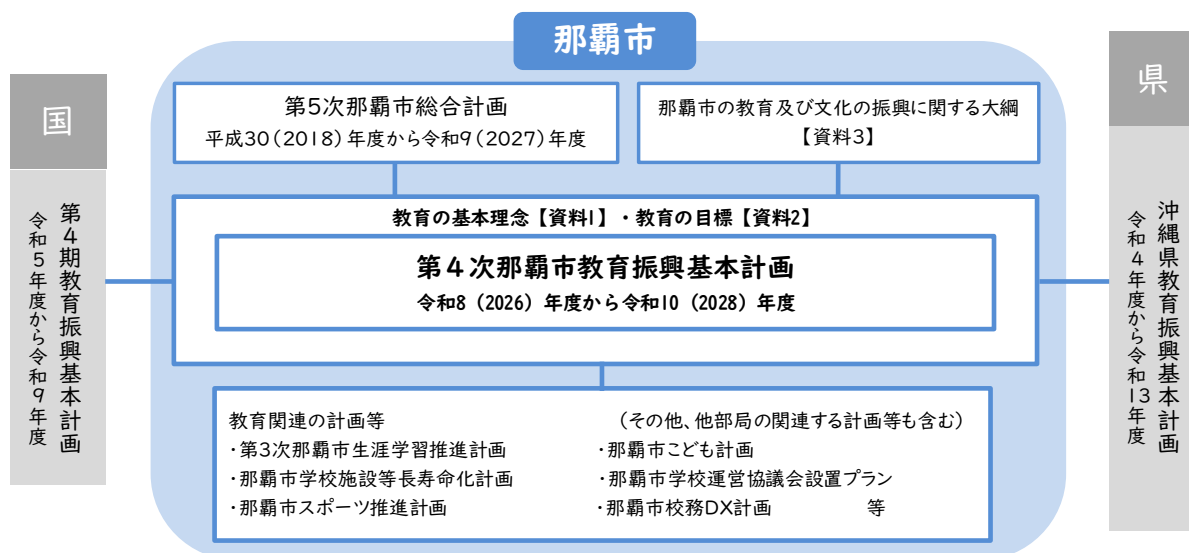 那覇市
国
第4期教育振興基本計画
令和5年度から令和9年度
第5次那覇市総合計画
平成30(2018)年度から令和9(2027)年度
那覇市の教育及び文化の振興に関する大綱
【資料3】
教育の基本理念【資料1】・教育の目標【資料2】
第4次那覇市教育振興基本計画
令和8(2026)年度から令和10(2028)年度
教育関連の計画等 (その他、他部局の関連する計画等も含む)
・第3次那覇市生涯学習推進計画 ・那覇市こども計画
・那覇市学校施設等長寿命化計画 ・那覇市学校運営協議会設置プラン
・那覇市スポーツ推進計画 ・那覇市校務DX計画 等
県
沖縄県教育振興基本計画
令和4年度から令和13年度